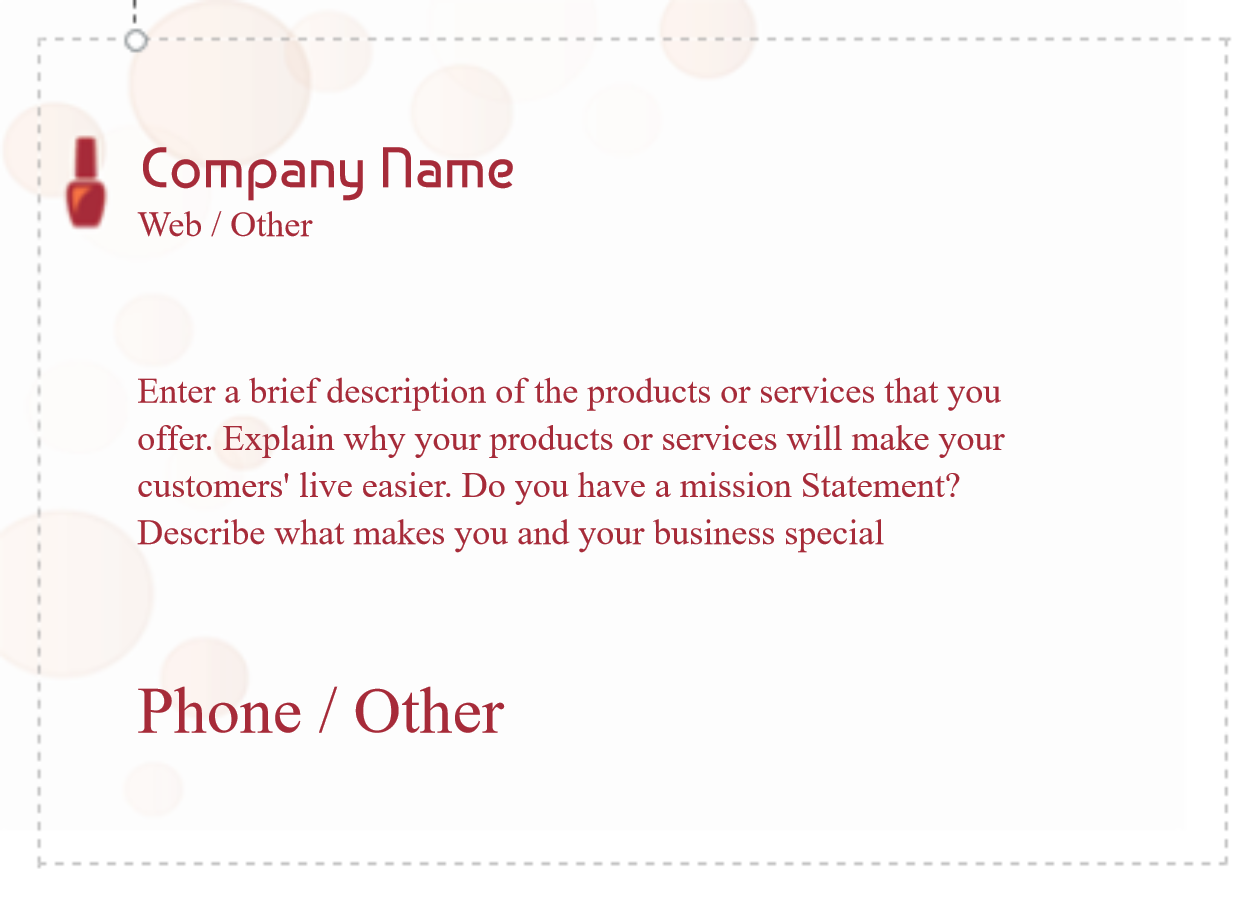 Company Name
Web / Other
Enter a brief description of the products or services that you
offer. Explain why your products or services will make your
customers' live easier. Do you have a mission Statement?
Describe what makes you and your business special
Phone / Other